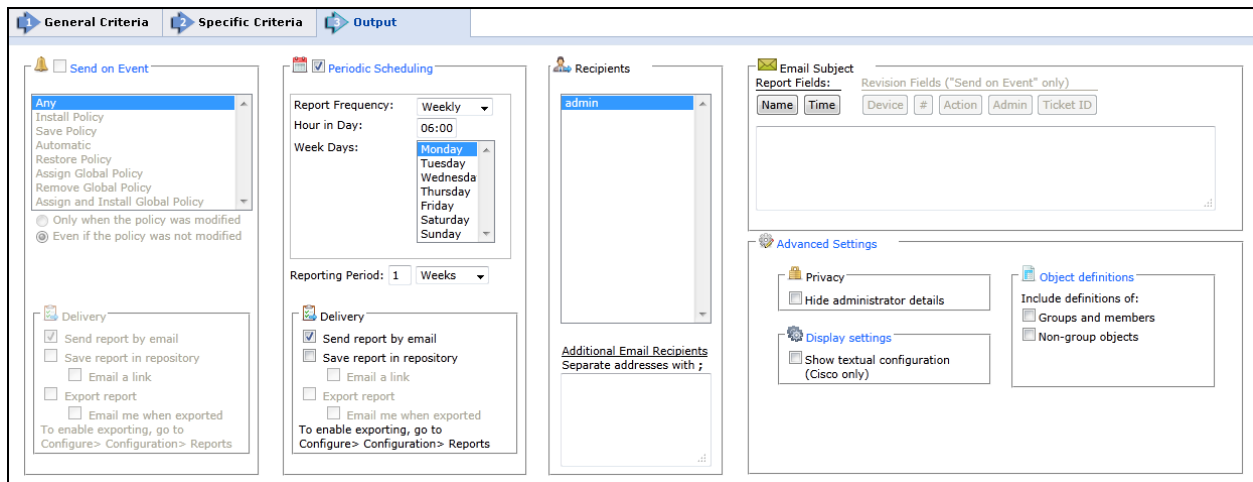 1 General Criteria
2 Specific Criteria
3 Output
Send on Event
Any
Install Policy
Save Policy
Automatic
Restore Policy
Assign Global Policy
Remove Global Policy
Assign and Install Global Policy
Only when the policy was modified
Even if the policy was not modified
Delivery
Send report by email
Save report in repository
Email a link
Export report
Email me when exported
To enable exporting, go to
Configure> Configuration> Reports
Periodic Scheduling
Report Frequency: Weekly
Hour in Day: 06:00
Week Days: Monday
Tuesday
Wednesda
Thursday
Friday
Saturday
Sunday
Reporting Period: 1 Weeks
Delivery
Send report by email
Save report in repository
Email a link
Export report
Email me when exported
To enable exporting, go to
Configure> Configuration> Reports
Recipients
admin
Additional Email Recipients
Separate addresses with ;
Email Subject
Report Fields: Revision Fields ("Send on Event" only)
Name Time Device # Action Admin Ticket ID
Advanced Settings
Privacy
Hide administrator details
Display settings
Show textual configuration
(Cisco only)
Object definitions
Include definitions of:
Groups and members
Non-group objects